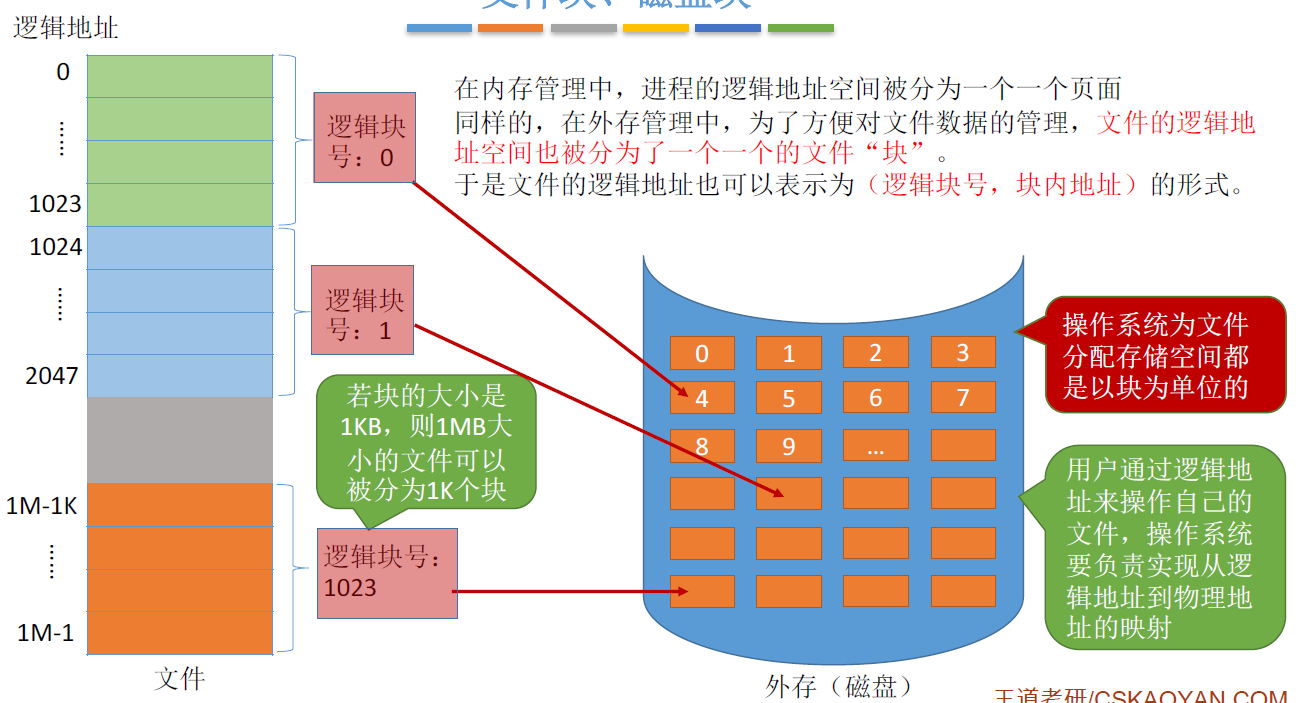 文件块、磁盘块
逻辑地址
0
……
1023
1024
……
2047
1M-1K
……
1M-1
文件
逻辑块
号：0
逻辑块
号：1
若块的大小是
1KB，则1MB大
小的文件可以
被分为1K个块
逻辑块号：
1023
在内存管理中，进程的逻辑地址空间被分为一个一个页面
同样的，在外存管理中，为了方便对文件数据的管理，文件的逻辑地
址空间也被分为了一个一个的文件“块”。
于是文件的逻辑地址也可以表示为（逻辑块号，块内地址）的形式。
0 1 2 3
4 5 6 7
8 9 …
外存（磁盘）
操作系统为文件
分配存储空间都
是以块为单位的
用户通过逻辑地
址来操作自己的
文件，操作系统
要负责实现从逻
辑地址到物理地
址的映射
王道考研/CSKAOYAN.COM